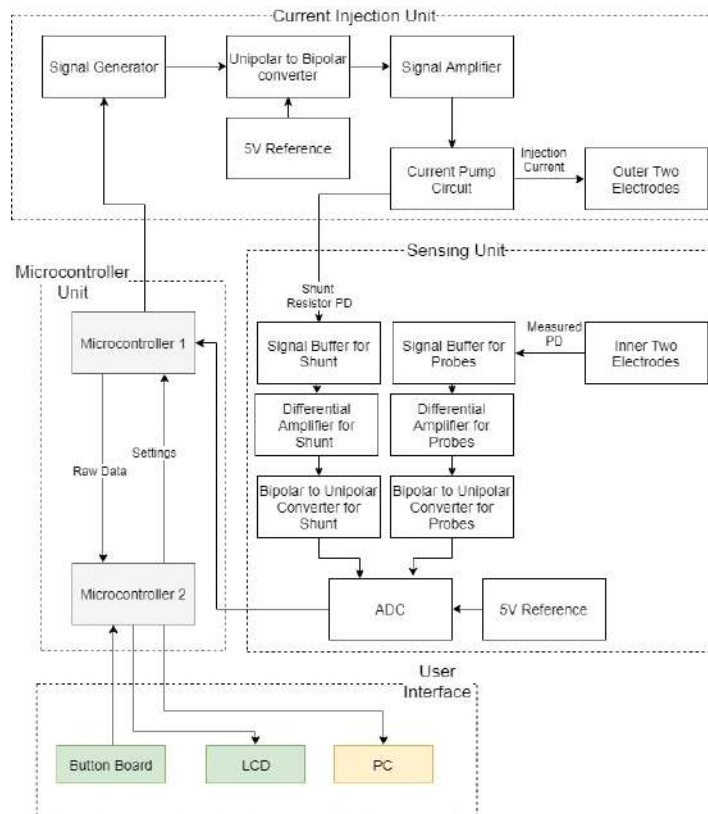 Current Injection Unit
Signal Generator
Unipolar to Bipolar
converter
Signal Amplifier
5V Reference
Current Pump
Circuit
Injection
Current
Outer Two
Electrodes
Sensing Unit
Microcontroller
Unit
Shunt
Resistor PD
Microcontroller 1
Signal Buffer for
Shunt
Signal Buffer for
Probes
Measured
PD
Inner Two
Electrodes
Differential
Amplifier for
Shunt
Differential
Amplifier for
Probes
Raw Data
Settings
Bipolar to Unipolar
Converter for
Shunt
Bipolar to Unipolar
Converter for
Probes
Microcontroller 2
ADC
5V Reference
User
Interface
Button Board
LCD
PC